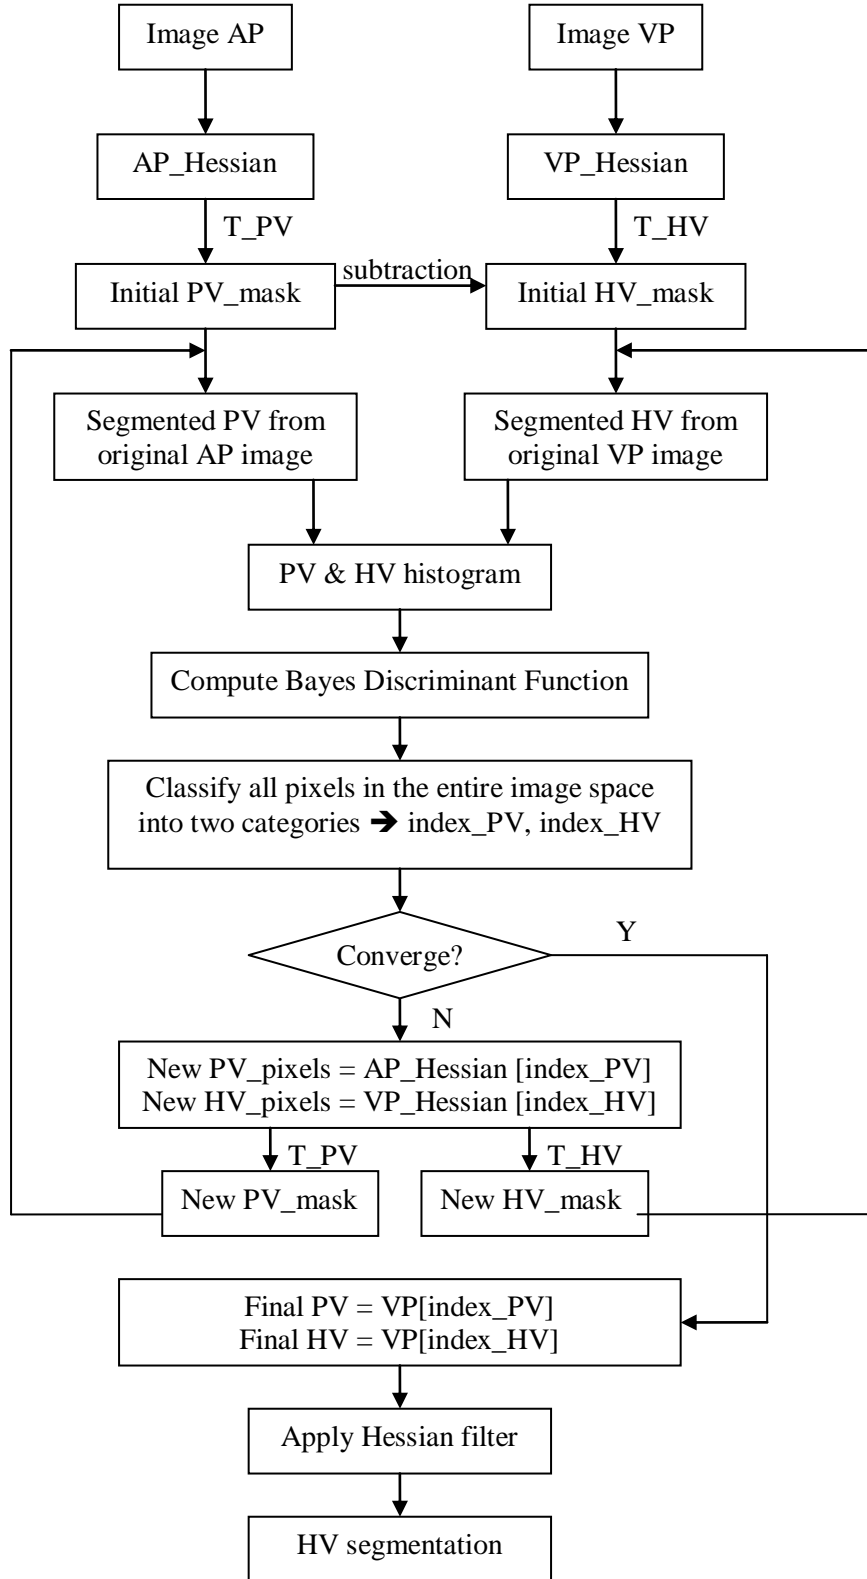 Image AP
Image VP
AP_Hessian
VP_Hessian
T_PV
T_HV
subtraction
Initial PV_mask
Initial HV_mask
Segmented PV from
original AP image
Segmented HV from
original VP image
PV & HV histogram
Compute Bayes Discriminant Function
Classify all pixels in the entire image space
into two categories ➔ index_PV, index_HV
Converge?
Y
N
New PV_pixels = AP_Hessian [index_PV]
New HV_pixels = VP_Hessian [index_HV]
T_PV
T_HV
New PV_mask
New HV_mask
Final PV = VP[index_PV]
Final HV = VP[index_HV]
Apply Hessian filter
HV segmentation